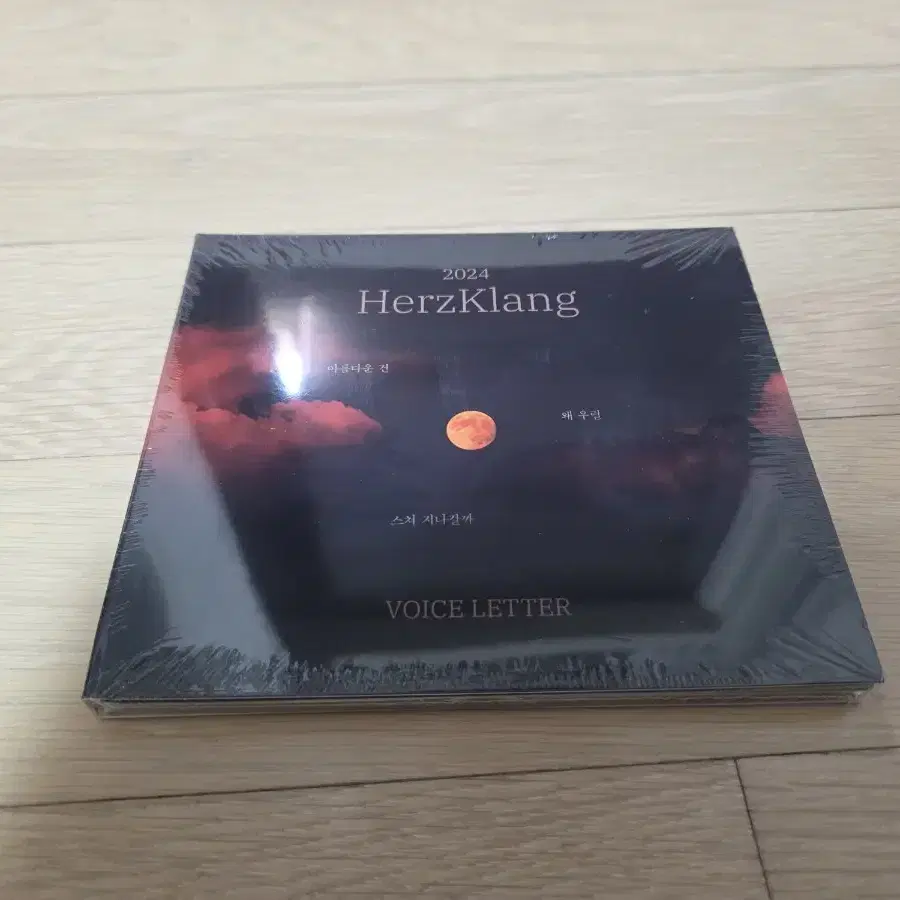 2024
HerzKlang
아름다운 건
왜 우린
스쳐 지나갈까
VOICE LETTER